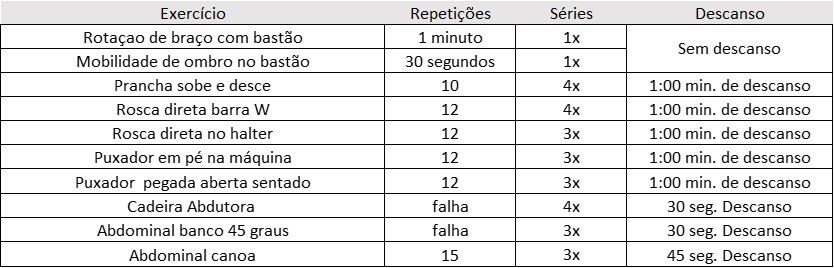 Exercício Repetições Séries Descanso
Rotaçao de braço com bastão 1 minuto 1x Sem descanso
Mobilidade de ombro no bastão 30 segundos 1x
Prancha sobe e desce 10 4x 1:00 min. de descanso
Rosca direta barra W 12 4x 1:00 min. de descanso
Rosca direta no halter 12 3x 1:00 min. de descanso
Puxador em pé na máquina 12 3x 1:00 min. de descanso
Puxador  pegada aberta sentado 12 3x 1:00 min. de descanso
Cadeira Abdutora falha 4x 30 seg. Descanso
Abdominal banco 45 graus falha 3x 30 seg. Descanso
Abdominal canoa 15 3x 45 seg. Descanso